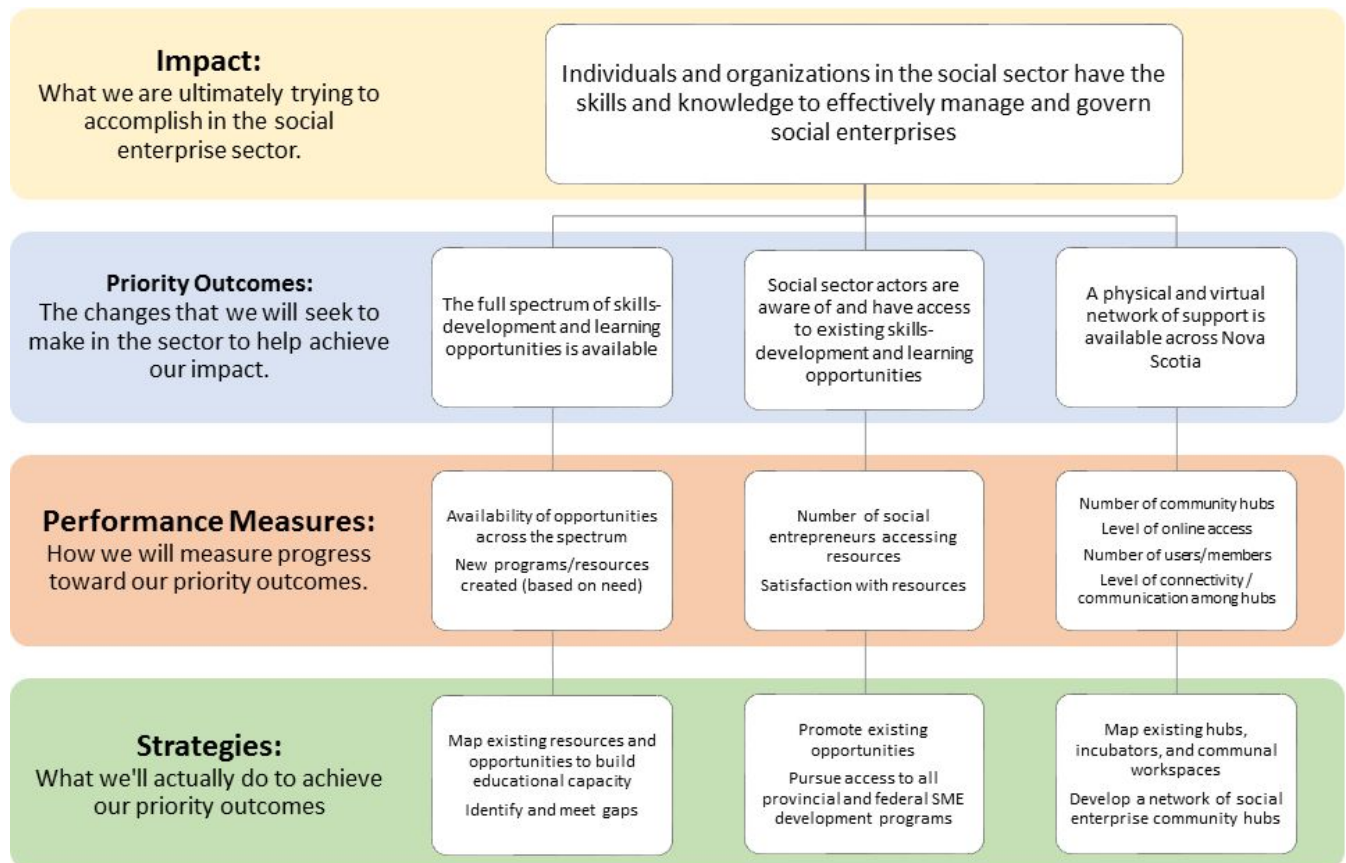 Impact:
What we are ultimately trying to
accomplish in the social
enterprise sector.
Individuals and organizations in the social sector have the
skills and knowledge to effectively manage and govern
social enterprises
Priority Outcomes:
The changes that we will seek to
make in the sector to help achieve
our impact.
The full spectrum of skills-
development and learning
opportunities is available
Social sector actors are
aware of and have access
to existing skills-
development and learning
opportunities
A physical and virtual
network of support is
available across Nova
Scotia
Performance Measures:
How we will measure progress
toward our priority outcomes.
Availability of opportunities
across the spectrum
New programs/resources
created (based on need)
Number of social
entrepreneurs accessing
resources
Satisfaction with resources
Number of community hubs
Level of online access
Number of users/members
Level of connectivity /
communication among hubs
Strategies:
What we'll actually do to achieve
our priority outcomes
Map existing resources and
opportunities to build
educational capacity
Identify and meet gaps
Promote existing
opportunities
Pursue access to all
provincial and federal SME
development programs
Map existing hubs,
incubators, and communal
workspaces
Develop a network of social
enterprise community hubs